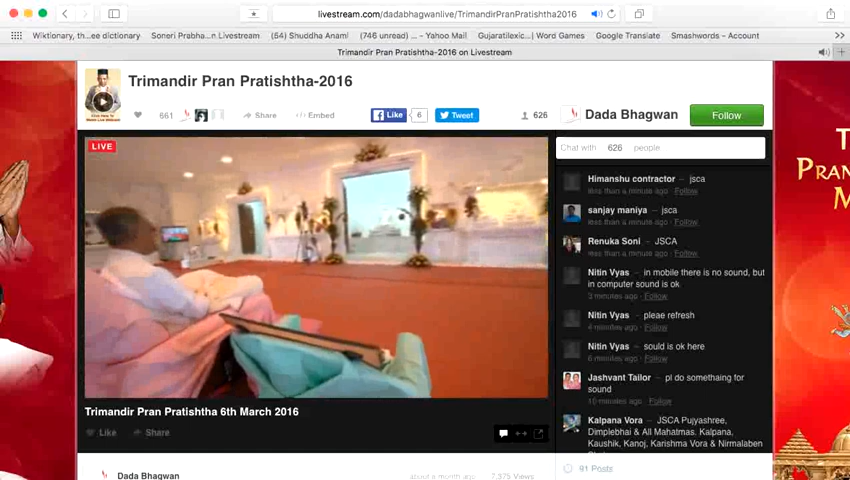 livestream.com/dadabhagwanlive/TrimandirPranPratishtha2016
Wiktionary, th...ee dictionary
Soneri Prabha...n Livestream
(54) Shuddha Anami
(746 unread) ... - Yahoo Mail
Gujaratilexic...| Word Games
Google Translate
Smashwords – Account
Trimandir Pran Pratishtha-2016 on Livestream
Trimandir Pran Pratishtha-2016
661
Share
Embed
Like
6
Tweet
626
Dada Bhagwan
Follow
LIVE
Chat with 626 people
Himanshu contractor – jsca
less than a minute ago · Follow
sanjay maniya – jsca
less than a minute ago · Follow
Renuka Soni – JSCA
less than a minute ago · Follow
Nitin Vyas – in mobile there is no sound, but
in computer sound is ok
3 minutes ago · Follow
Nitin Vyas – pleae refresh
4 minutes ago · Follow
Nitin Vyas – sould is ok here
6 minutes ago · Follow
Jashvant Tailor – pl do somethaing for
sound
10 minutes ago · Follow
Kalpana Vora – JSCA Pujyashree,
Dimplebhai & All Mahatmas. Kalpana,
Kaushik, Kanoj, Karishma Vora & Nirmalaben
Trimandir Pran Pratishtha 6th March 2016
Like
Share
91 Posts
Dada Bhagwan
about a month ago
7,375 Views
T
PRAN
M